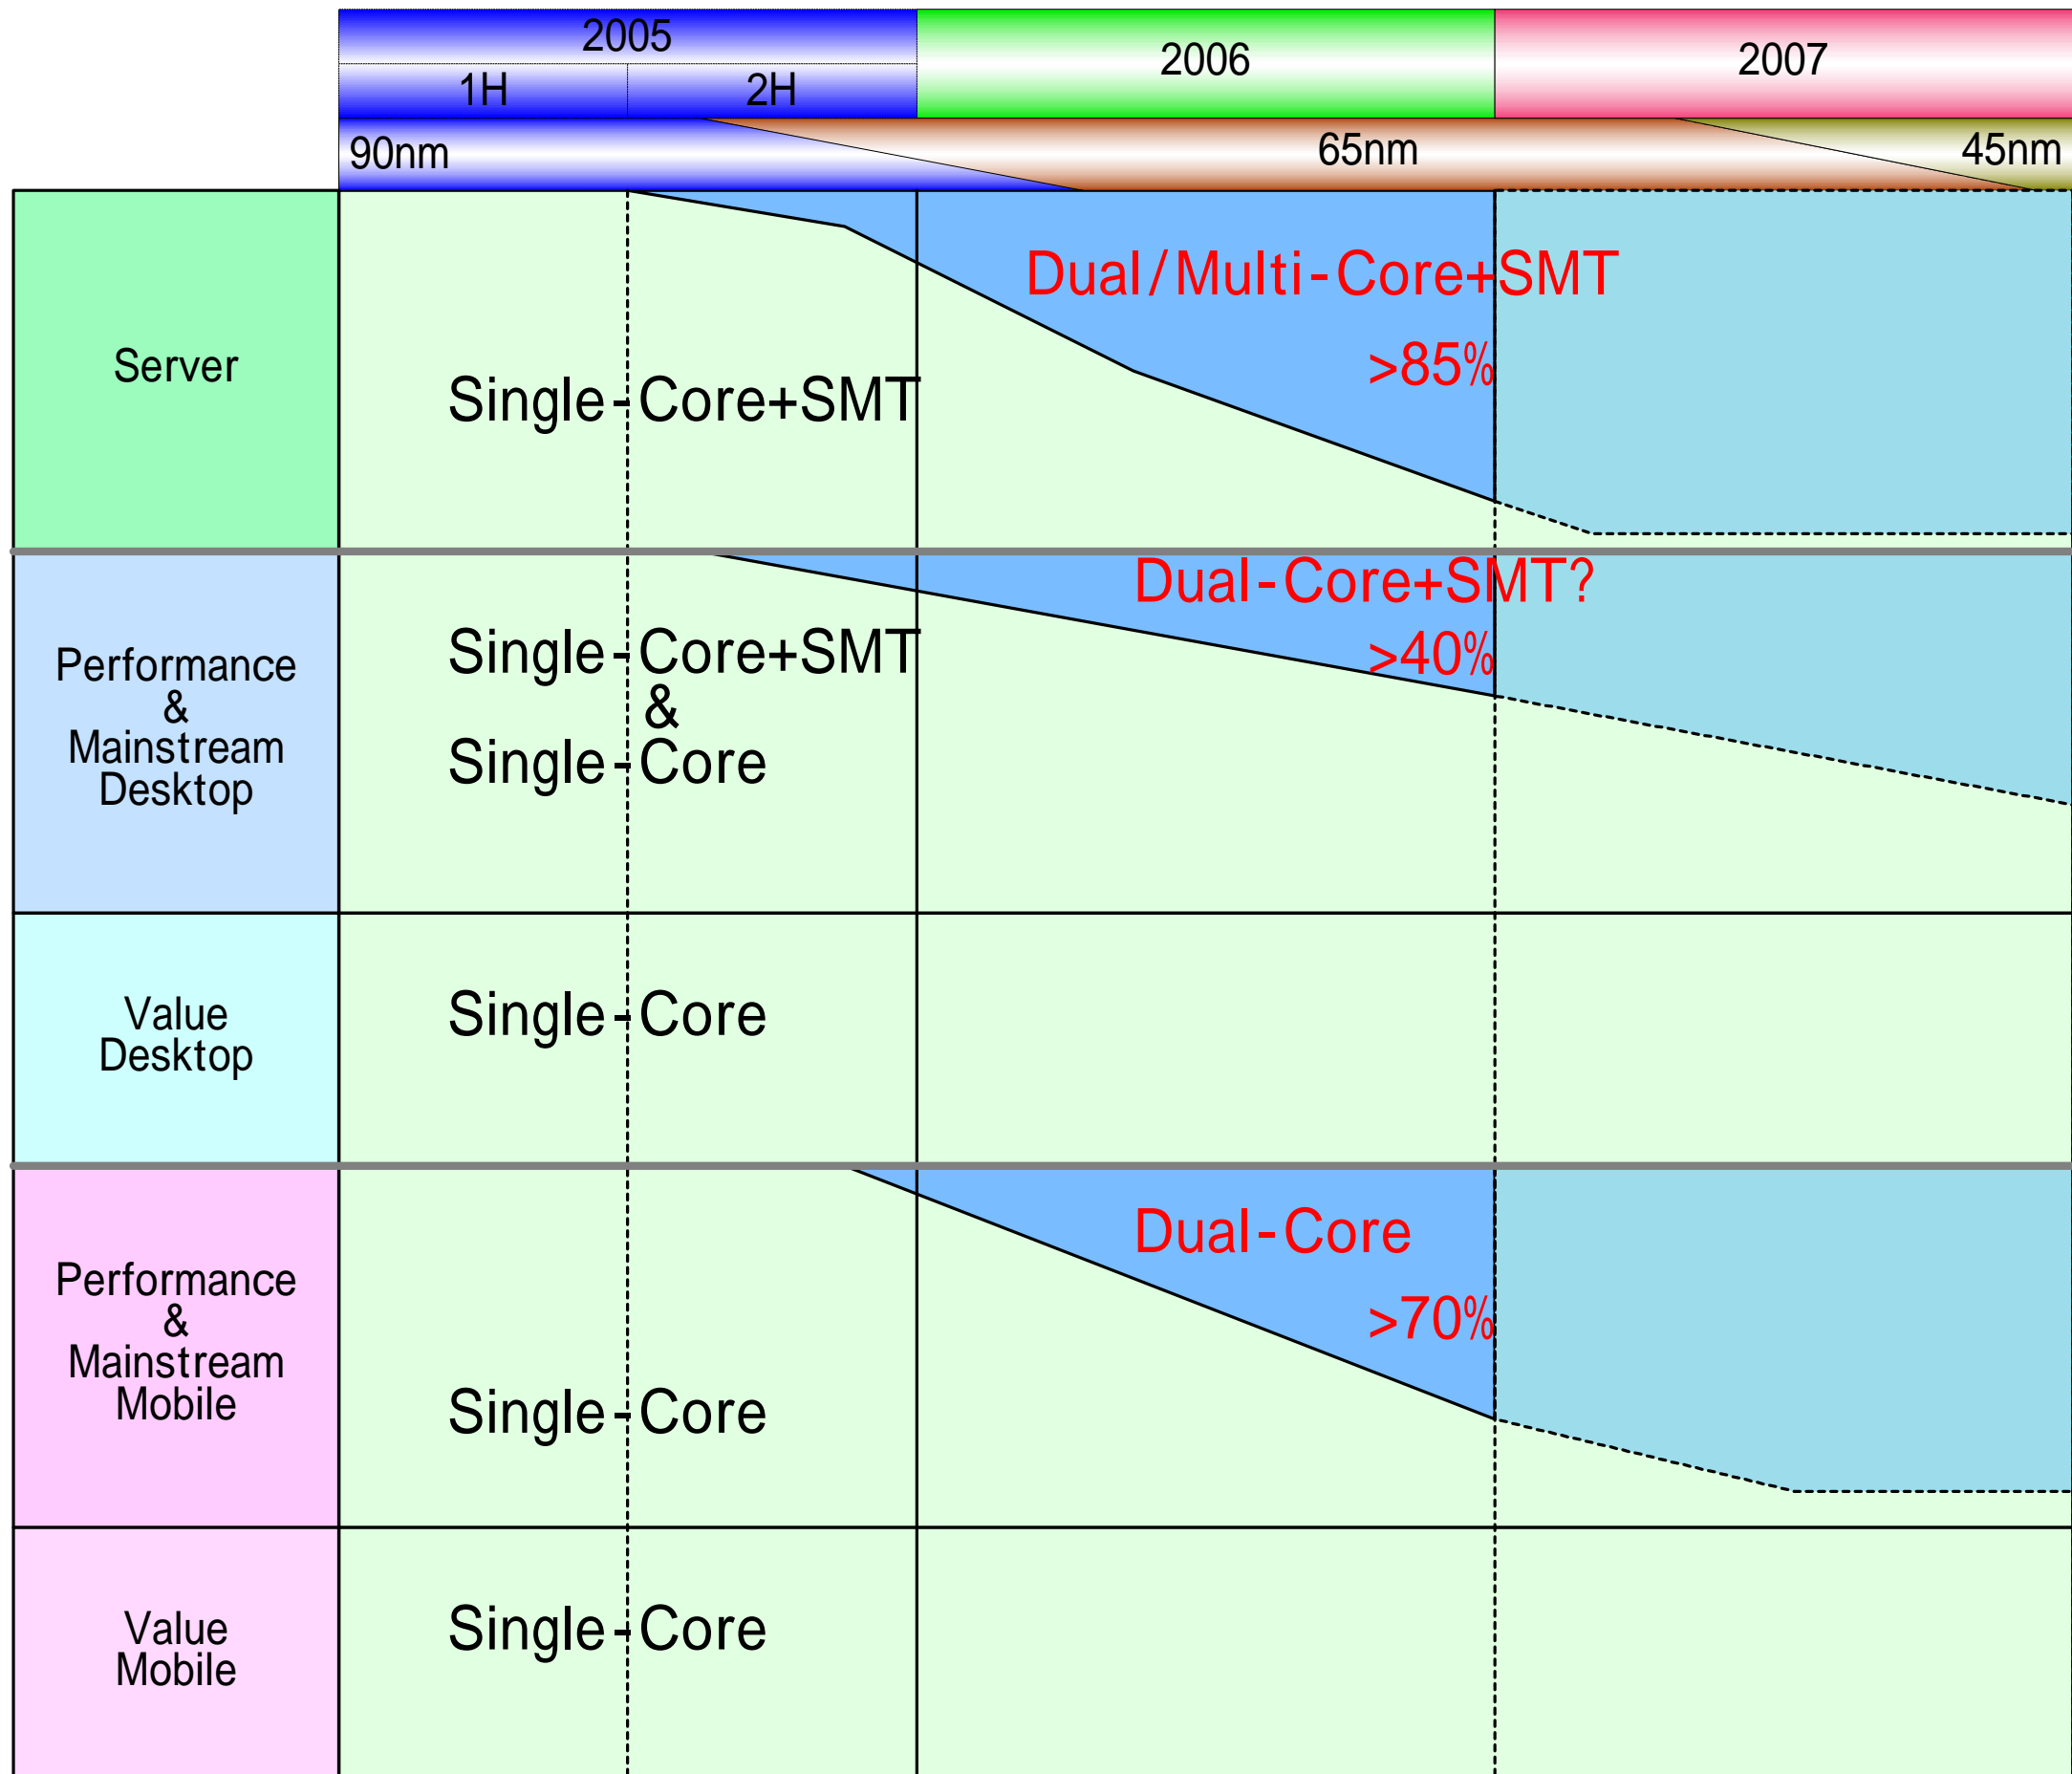 2005
1H
2H
2006
2007
90nm
65nm
45nm
Server
Single-Core+SMT
Dual/Multi-Core+SMT
>85%
Performance
&
Mainstream
Desktop
Single-Core+SMT
&
Single-Core
Dual-Core+SMT?
>40%
Value
Desktop
Single-Core
Performance
&
Mainstream
Mobile
Single-Core
Dual-Core
>70%
Value
Mobile
Single-Core